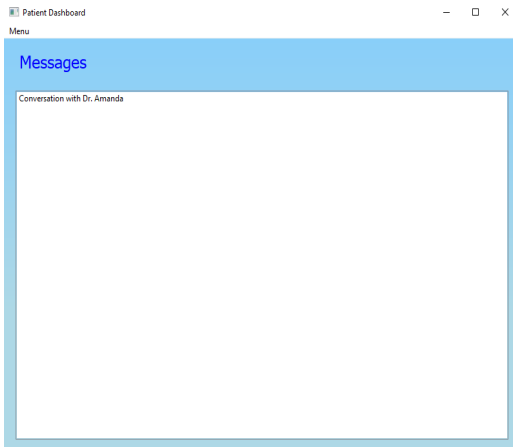 Patient Dashboard
Menu
Messages
Conversation with Dr. Amanda